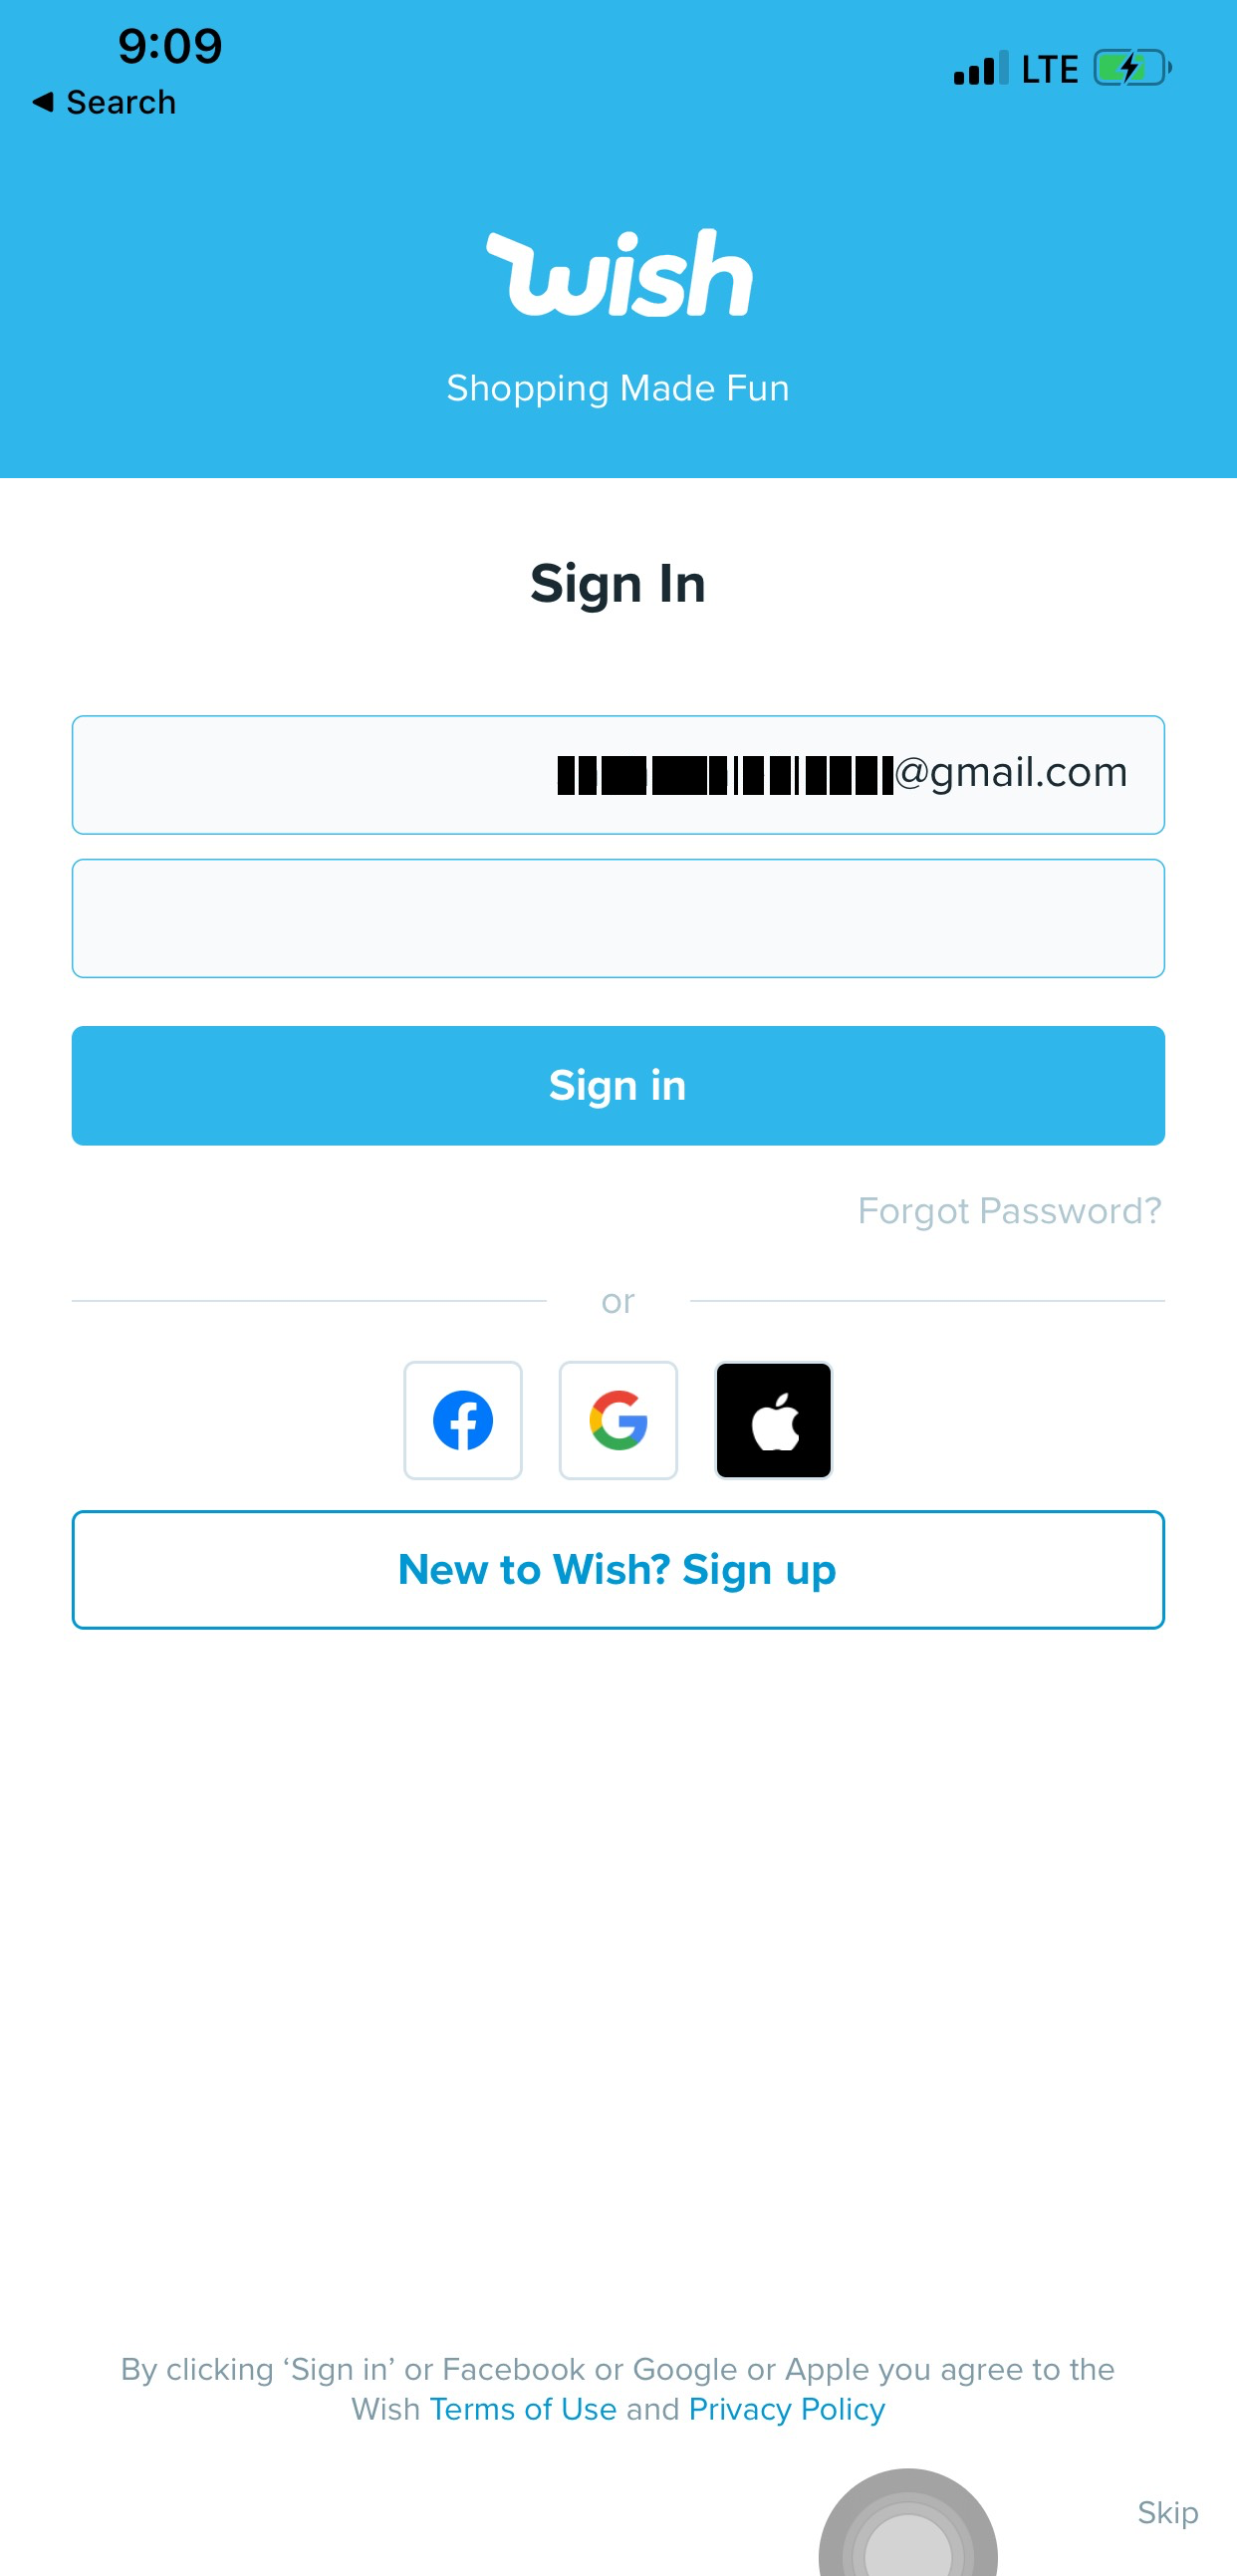 9:09
LTE
◀ Search
wish
Shopping Made Fun
Sign In
@gmail.com
Sign in
Forgot Password?
or
New to Wish? Sign up
By clicking ‘Sign in’ or Facebook or Google or Apple you agree to the
Wish Terms of Use and Privacy Policy
Skip